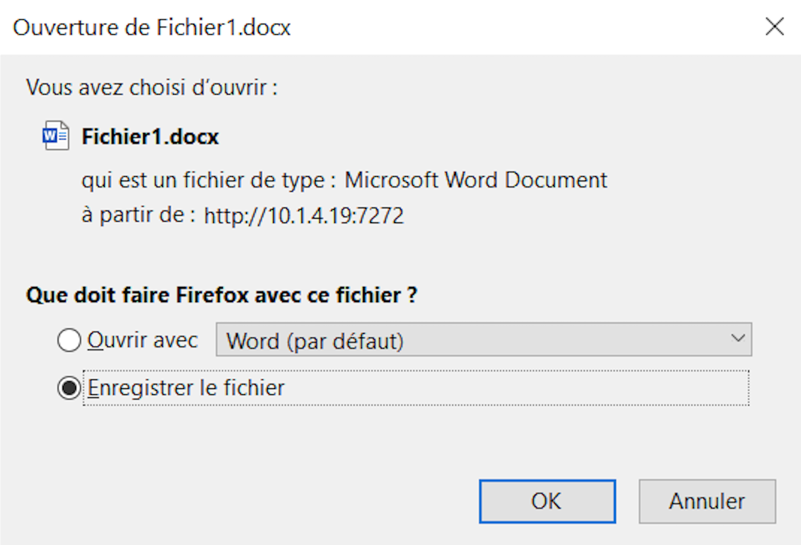 Ouverture de Fichier1.docx
Vous avez choisi d’ouvrir :
Fichier1.docx
qui est un fichier de type : Microsoft Word Document
à partir de : http://10.1.4.19:7272
Que doit faire Firefox avec ce fichier ?
Ouvrir avec Word (par défaut)
Enregistrer le fichier
OK Annuler